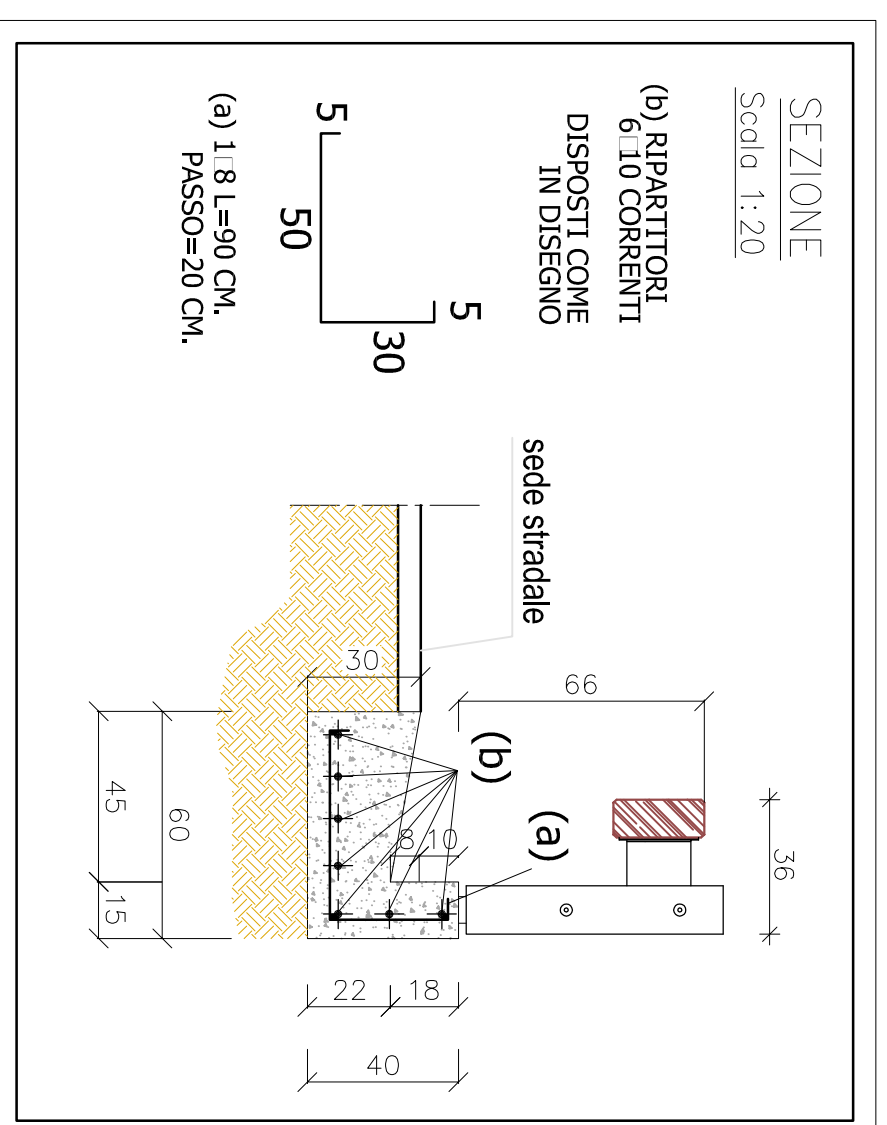 SEZIONE
Scala 1:20
(b) RIPARTITORI
6□10 CORRENTI
DISPOSTI COME
IN DISEGNO
5
50
30
5
(a) 1□8 L=90 CM.
PASSO=20 CM.
sede stradale
66
36
30
(b)
(a)
8
10
45
60
15
22
18
40